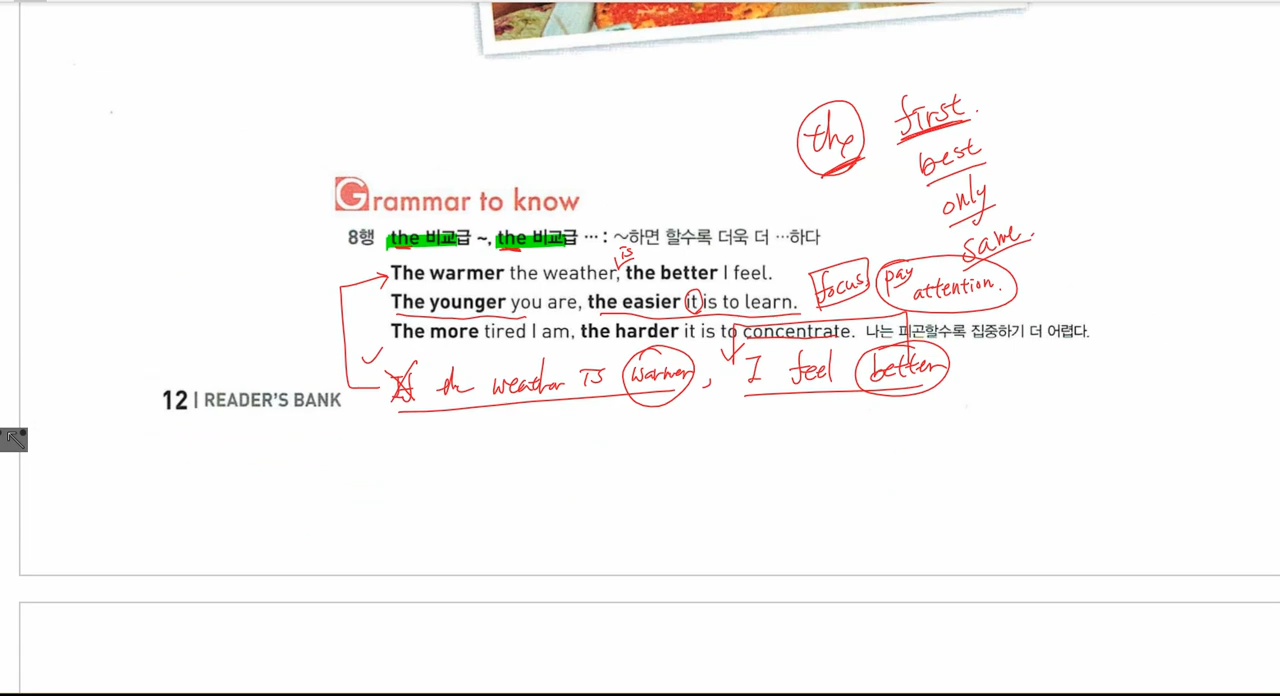 the first.
best
only
same.
Grammar to know
8행 the 비교급 ~, the 비교급 ⋯ : ~하면 할수록 더욱 더 ⋯하다
is
The warmer the weather, the better I feel.
focus, pay attention.
The younger you are, the easier it is to learn.
The more tired I am, the harder it is to concentrate. 나는 피곤할수록 집중하기 더 어렵다.
If the weather is warmer, I feel better
12 | READER'S BANK